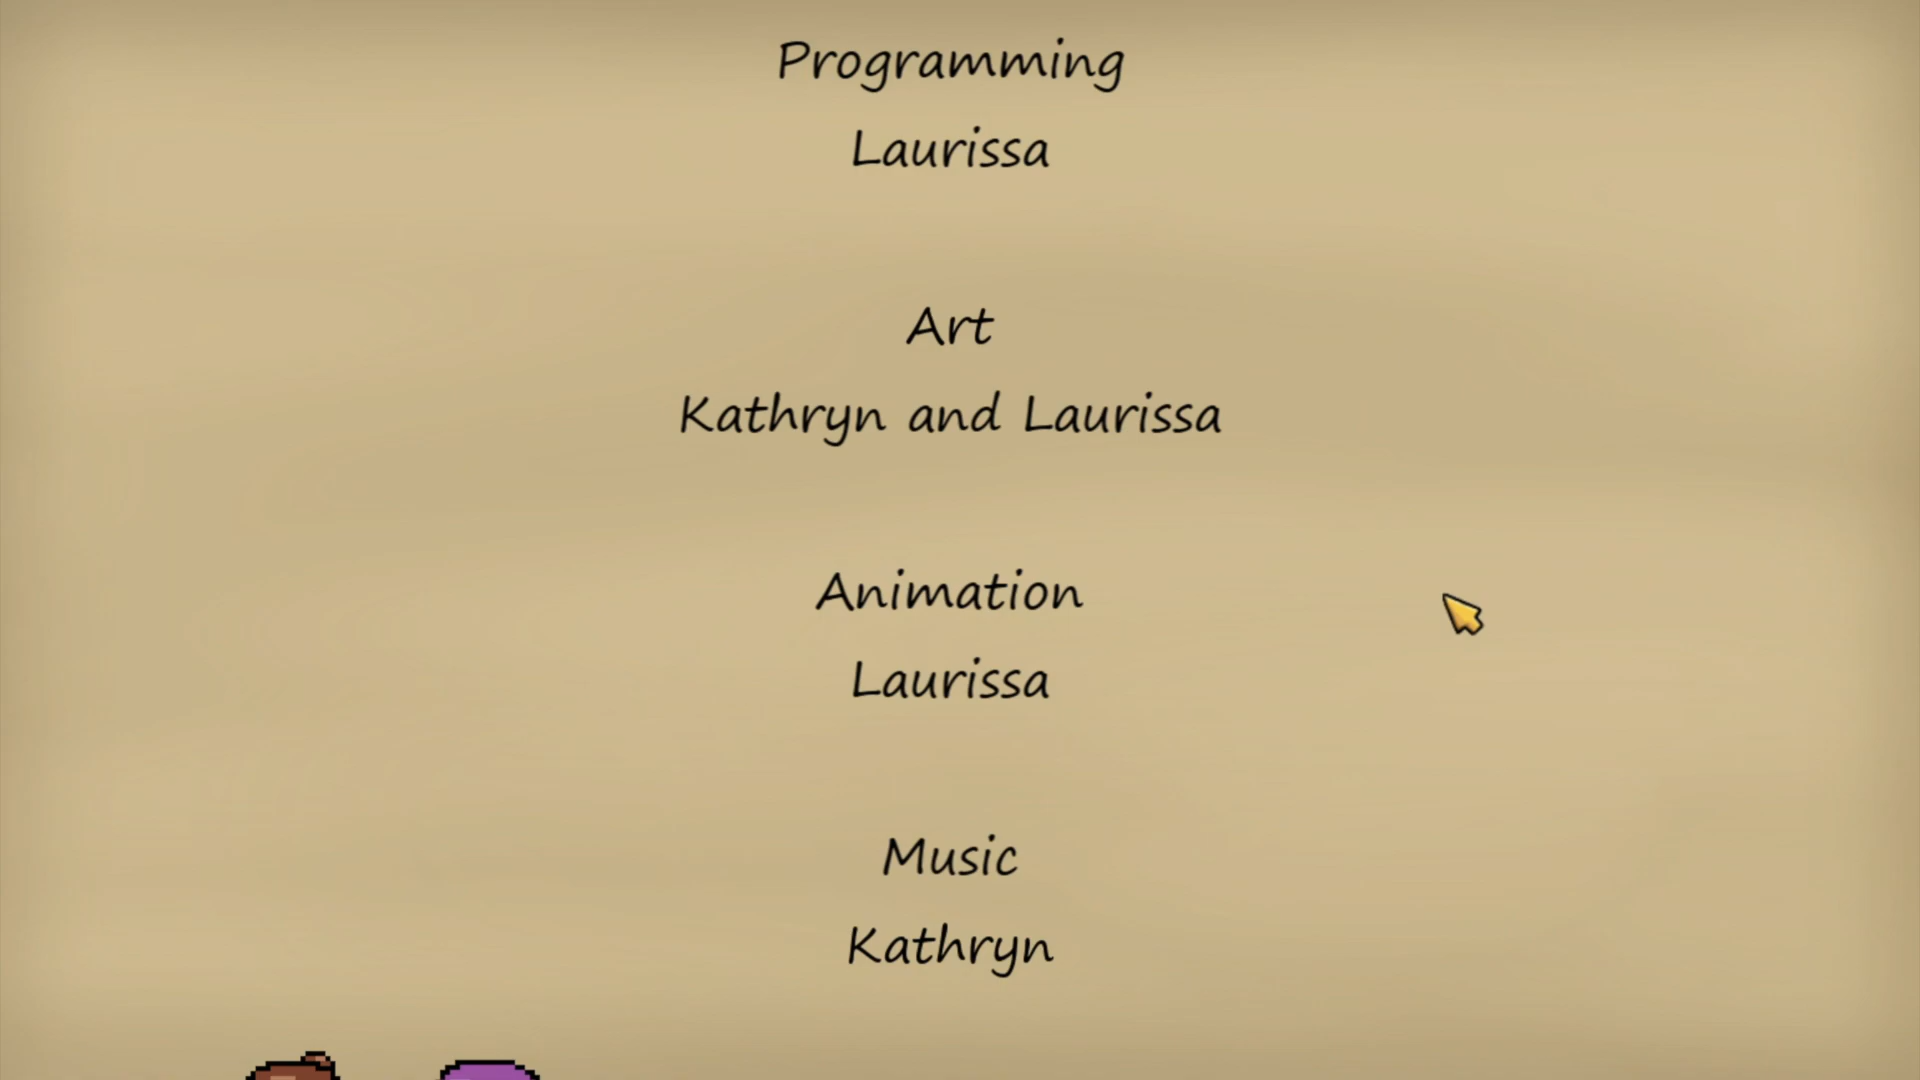 Programming
Laurissa
Art
Kathryn and Laurissa
Animation
Laurissa
Music
Kathryn